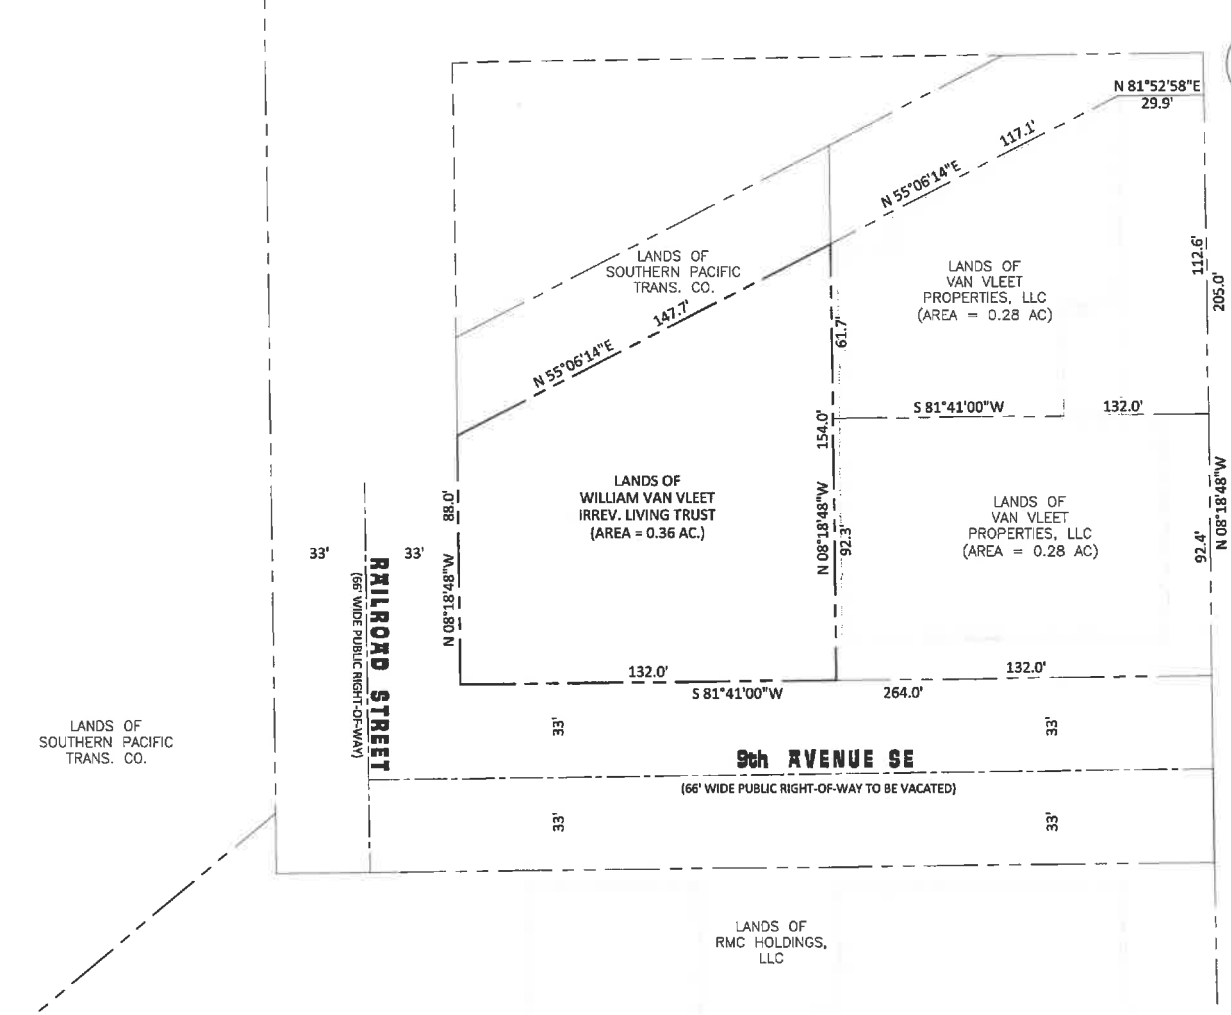 N 81°52'58"E
29.9'
117.1'
N 55°06'14"E
LANDS OF
SOUTHERN PACIFIC
TRANS. CO.
147.7'
N 55°06'14"E
LANDS OF
VAN VLEET
PROPERTIES, LLC
(AREA = 0.28 AC)
112.6'
205.0'
61.7'
S 81°41'00"W
132.0'
154.0'
LANDS OF
WILLIAM VAN VLEET
IRREV. LIVING TRUST
(AREA = 0.36 AC.)
88.0'
N 08°18'48"W
N 08°18'48"W
92.3'
LANDS OF
VAN VLEET
PROPERTIES, LLC
(AREA = 0.28 AC)
92.4'
N 08°18'48"W
33'
33'
RAILROAD STREET
(66' WIDE PUBLIC RIGHT-OF-WAY)
132.0'
S 81°41'00"W
132.0'
264.0'
33'
33'
LANDS OF
SOUTHERN PACIFIC
TRANS. CO.
9th AVENUE SE
(66' WIDE PUBLIC RIGHT-OF-WAY TO BE VACATED)
33'
33'
LANDS OF
RMC HOLDINGS,
LLC